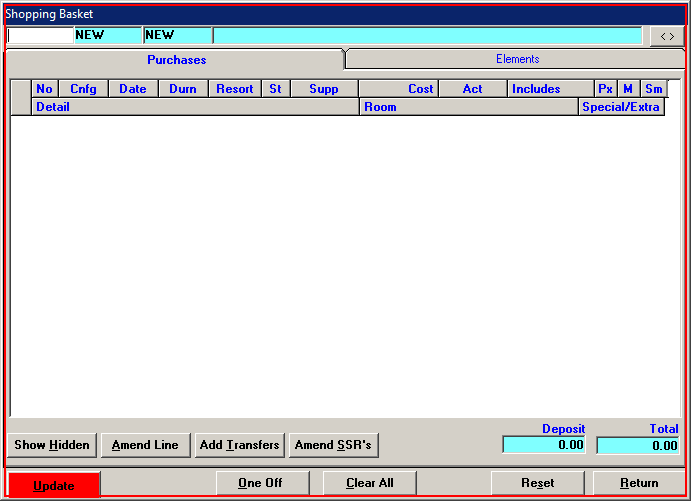 Shopping Basket
NEW NEW < >
Purchases Elements
No Cnfg Date Durn Resort St Supp Cost Act Includes Px M Sm
Detail Room Special/Extra
Deposit Total
Show Hidden Amend Line Add Transfers Amend SSR's 0.00 0.00
Update One Off Clear All Reset Return